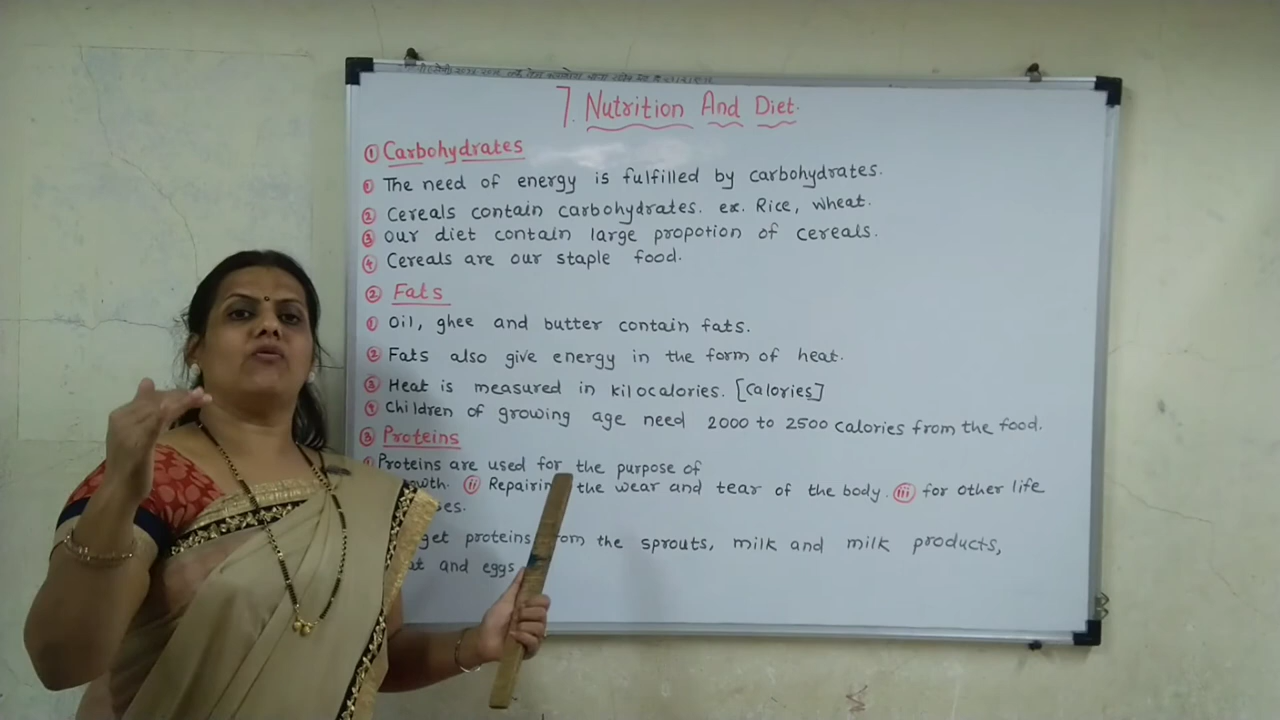 7. Nutrition And Diet.
① Carbohydrates
① The need of energy is fulfilled by carbohydrates.
② Cereals contain carbohydrates. ex. Rice, wheat.
③ Our diet contain large propotion of cereals.
④ Cereals are our staple food.
② Fats
① Oil, ghee and butter contain fats.
② Fats also give energy in the form of heat.
③ Heat is measured in kilocalories. [Calories]
④ Children of growing age need 2000 to 2500 calories from the food.
③ Proteins
① Proteins are used for the purpose of
ⅱ Repairing the wear and tear of the body. ⅲ for other life
get proteins from the sprouts, milk and milk products,
and eggs